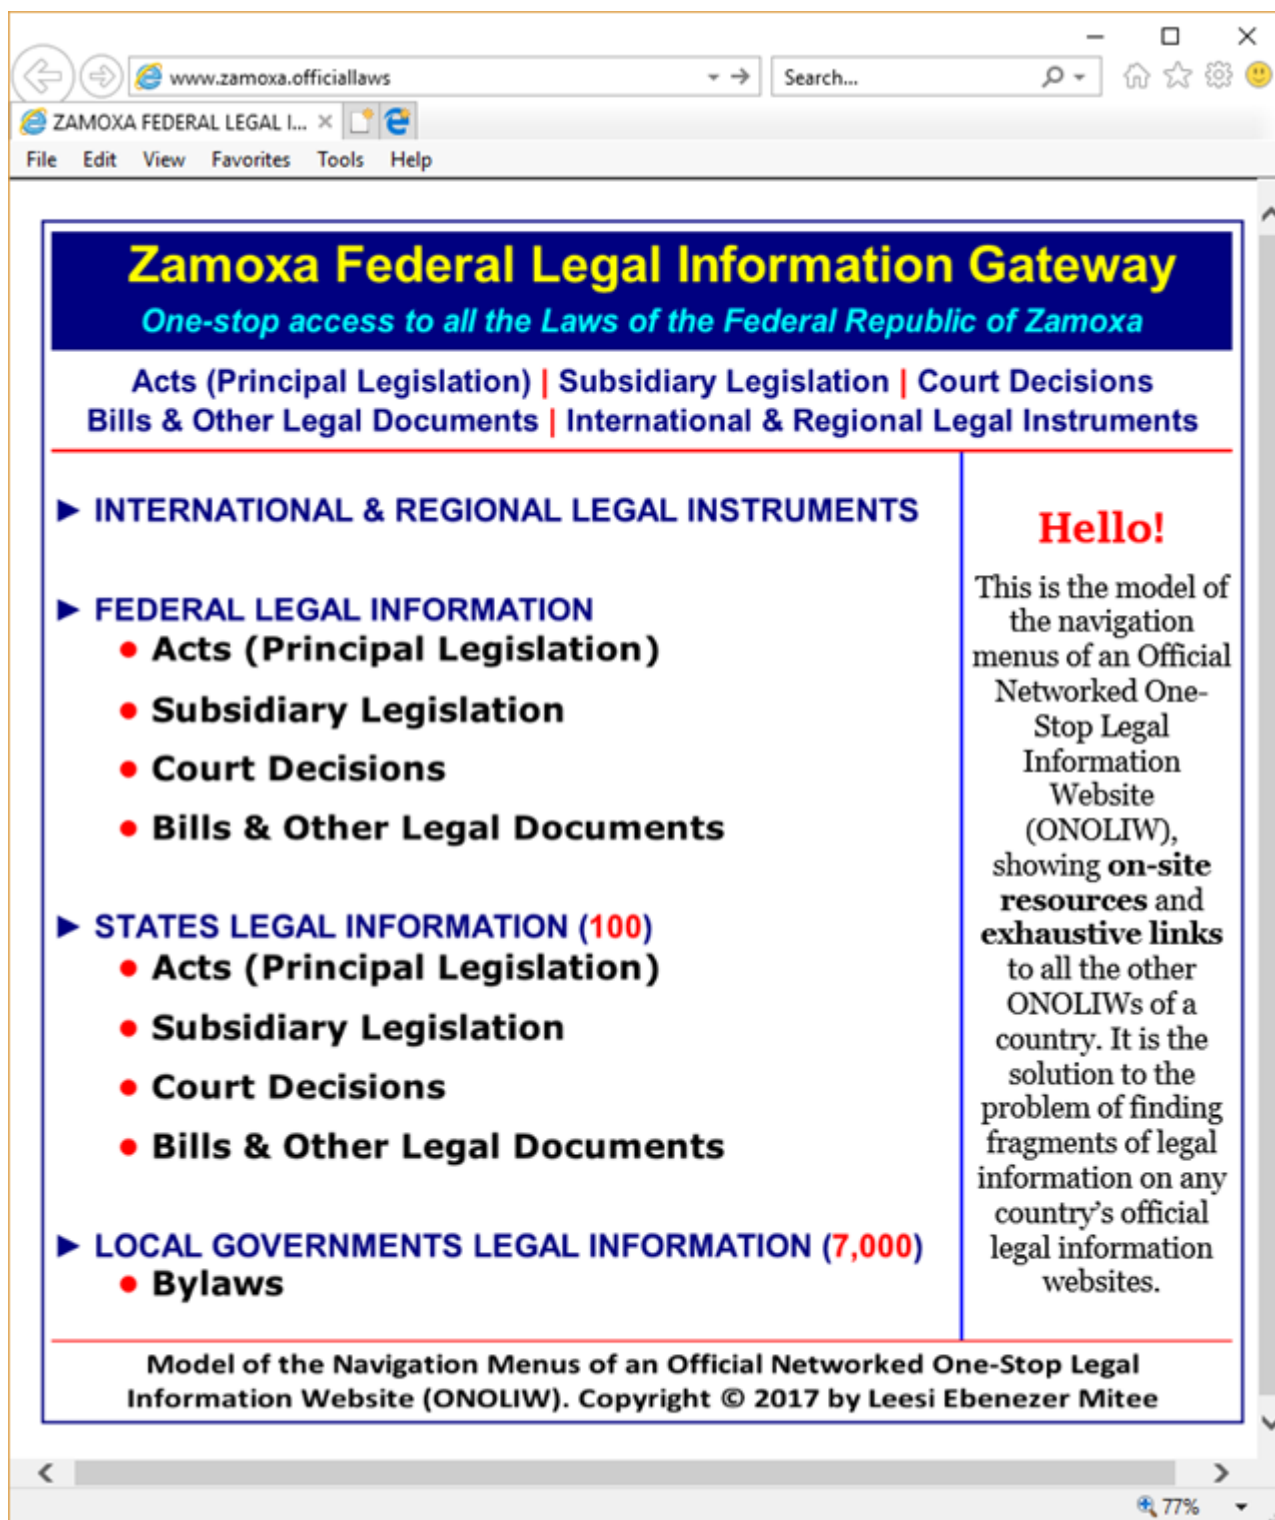 www.zamoxa.officiallaws
Search...
ZAMOXA FEDERAL LEGAL I...
File Edit View Favorites Tools Help
Zamoxa Federal Legal Information Gateway
One-stop access to all the Laws of the Federal Republic of Zamoxa
Acts (Principal Legislation) | Subsidiary Legislation | Court Decisions
Bills & Other Legal Documents | International & Regional Legal Instruments
► INTERNATIONAL & REGIONAL LEGAL INSTRUMENTS
► FEDERAL LEGAL INFORMATION
● Acts (Principal Legislation)
● Subsidiary Legislation
● Court Decisions
● Bills & Other Legal Documents
► STATES LEGAL INFORMATION (100)
● Acts (Principal Legislation)
● Subsidiary Legislation
● Court Decisions
● Bills & Other Legal Documents
► LOCAL GOVERNMENTS LEGAL INFORMATION (7,000)
● Bylaws
Hello!
This is the model of
the navigation
menus of an Official
Networked One-
Stop Legal
Information
Website
(ONOLIW),
showing on-site
resources and
exhaustive links
to all the other
ONOLIWs of a
country. It is the
solution to the
problem of finding
fragments of legal
information on any
country’s official
legal information
websites.
Model of the Navigation Menus of an Official Networked One-Stop Legal
Information Website (ONOLIW). Copyright © 2017 by Leesi Ebenezer Mitee
77%